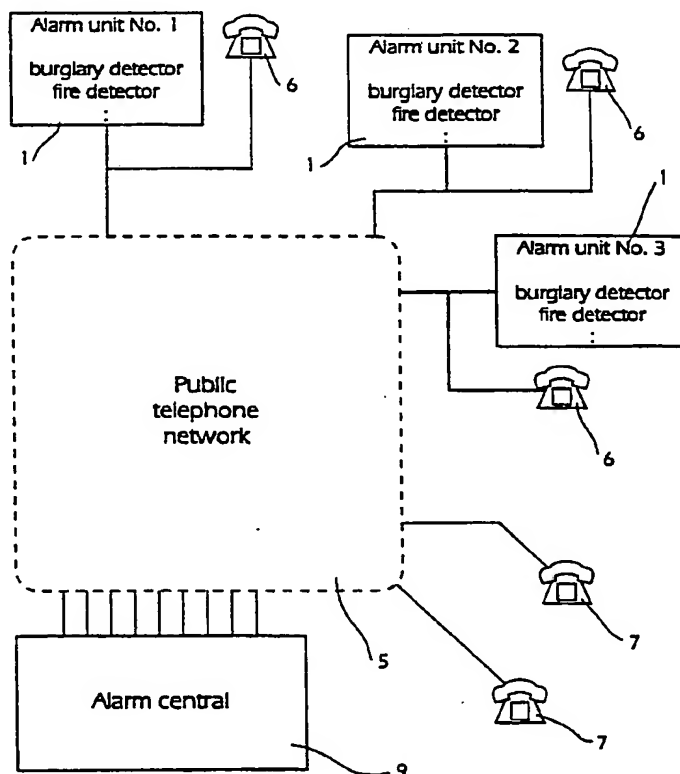 Alarm unit No. 1
burglary detector
fire detector
⋮
1
6
Alarm unit No. 2
burglary detector
fire detector
⋮
1
6
1
Alarm unit No. 3
burglary detector
fire detector
⋮
6
Public
telephone
network
5
7
7
Alarm central
9